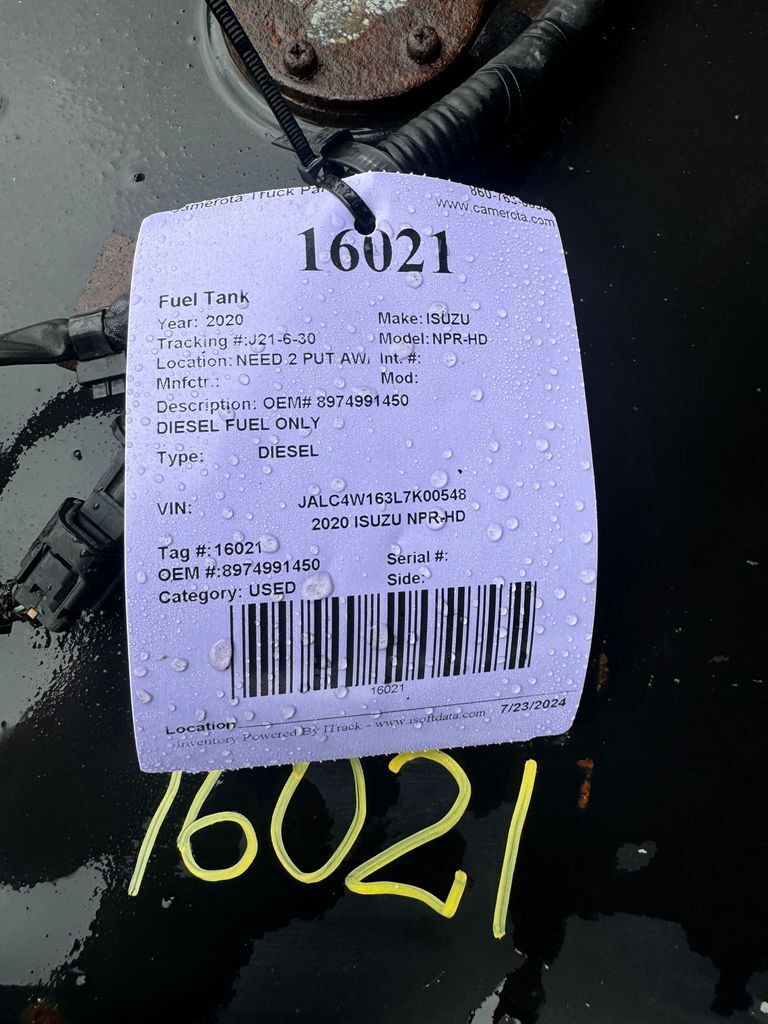 Camerota Truck Par
www.camerota.com
16021
Fuel Tank
Year: 2020 Make: ISUZU
Tracking #:J21-6-30 Model: NPR-HD
Location: NEED 2 PUT AW Int. #:
Mnfctr.: Mod:
Description: OEM# 8974991450
DIESEL FUEL ONLY
Type: DIESEL
VIN: JALC4W163L7K00548
2020 ISUZU NPR-HD
Tag #: 16021
OEM #:8974991450 Serial #:
Category: USED Side:
16021
Location 7/23/2024
Inventory Powered By ITrack - www.isoftdata.com
16021